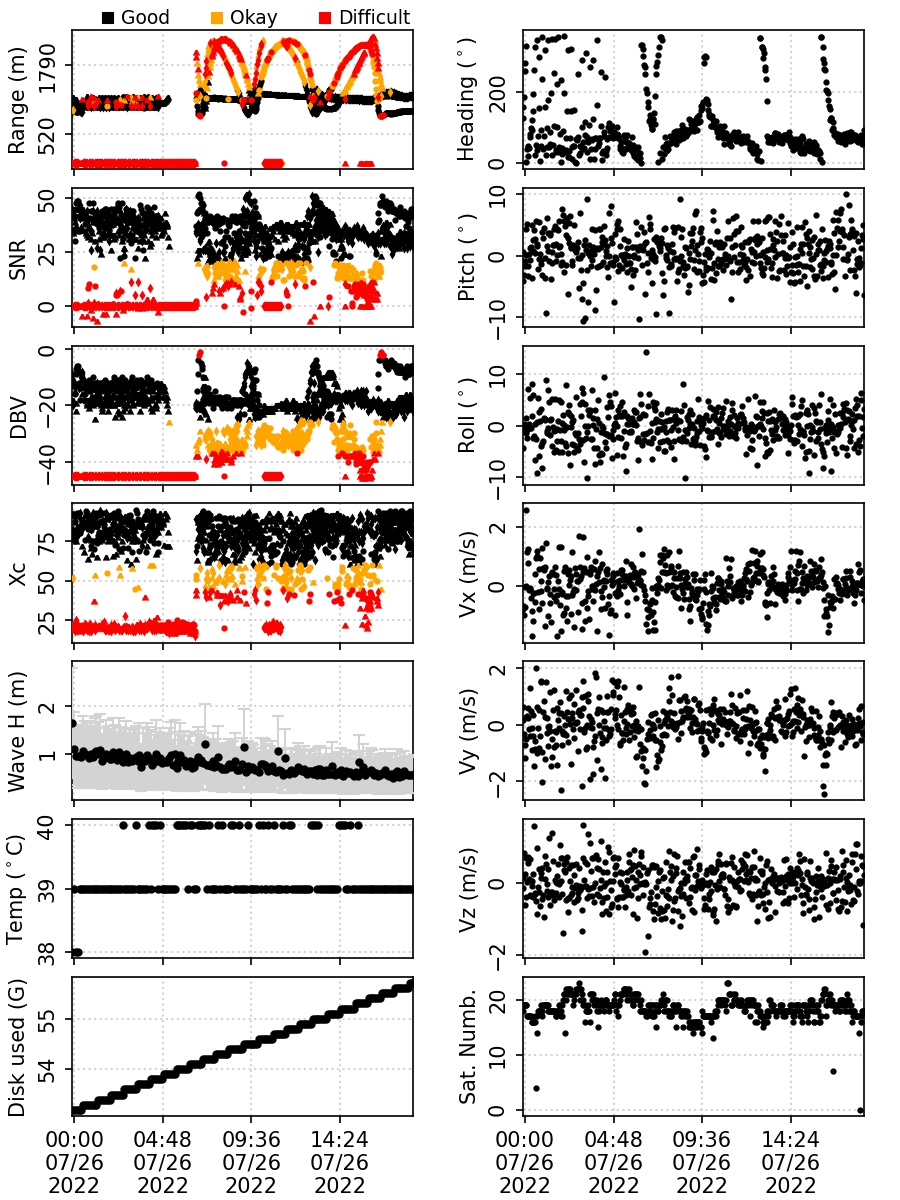 Good Okay Difficult
Range (m)
1790
520
Heading (°)
200
0
SNR
50
25
0
Pitch (°)
10
0
−10
DBV
0
−20
−40
Roll (°)
10
0
−10
Xc
75
50
25
Vx (m/s)
2
0
Wave H (m)
2
1
Vy (m/s)
2
0
−2
Temp (°C)
40
39
38
Vz (m/s)
0
−2
Disk used (G)
55
54
Sat. Numb.
20
10
0
00:00 04:48 09:36 14:24
07/26 07/26 07/26 07/26
2022 2022 2022 2022
00:00 04:48 09:36 14:24
07/26 07/26 07/26 07/26
2022 2022 2022 2022